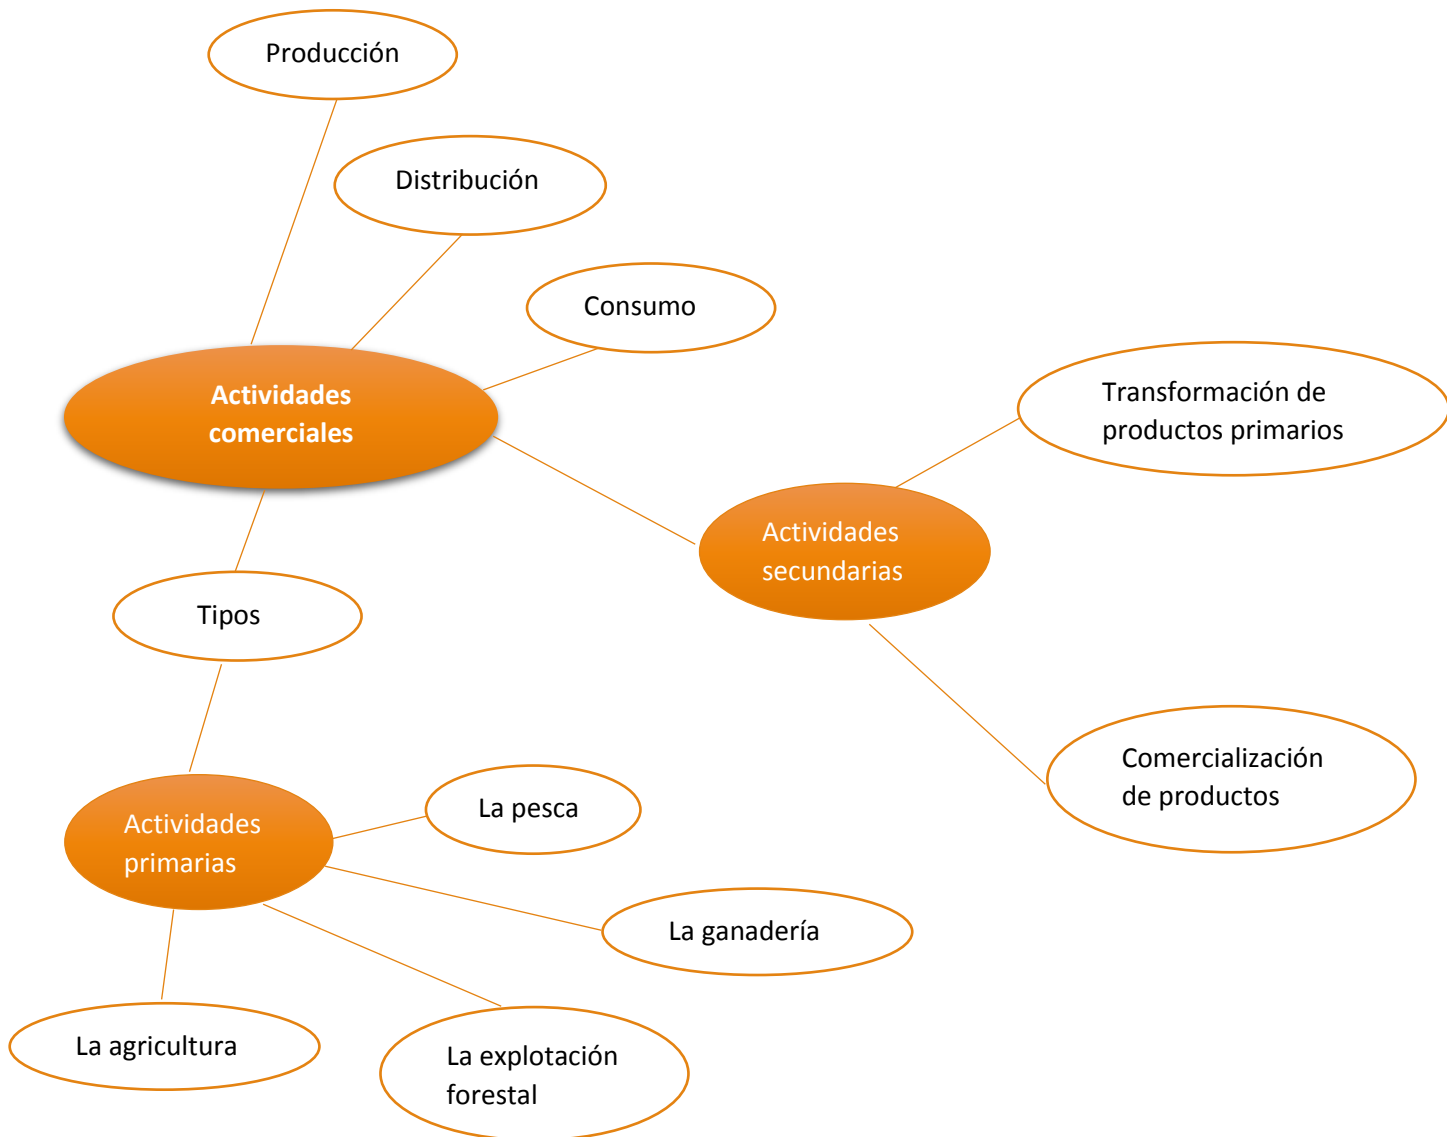 Producción
Distribución
Consumo
Actividades
comerciales
Transformación de
productos primarios
Actividades
secundarias
Tipos
Comercialización
de productos
Actividades
primarias
La pesca
La ganadería
La agricultura
La explotación
forestal